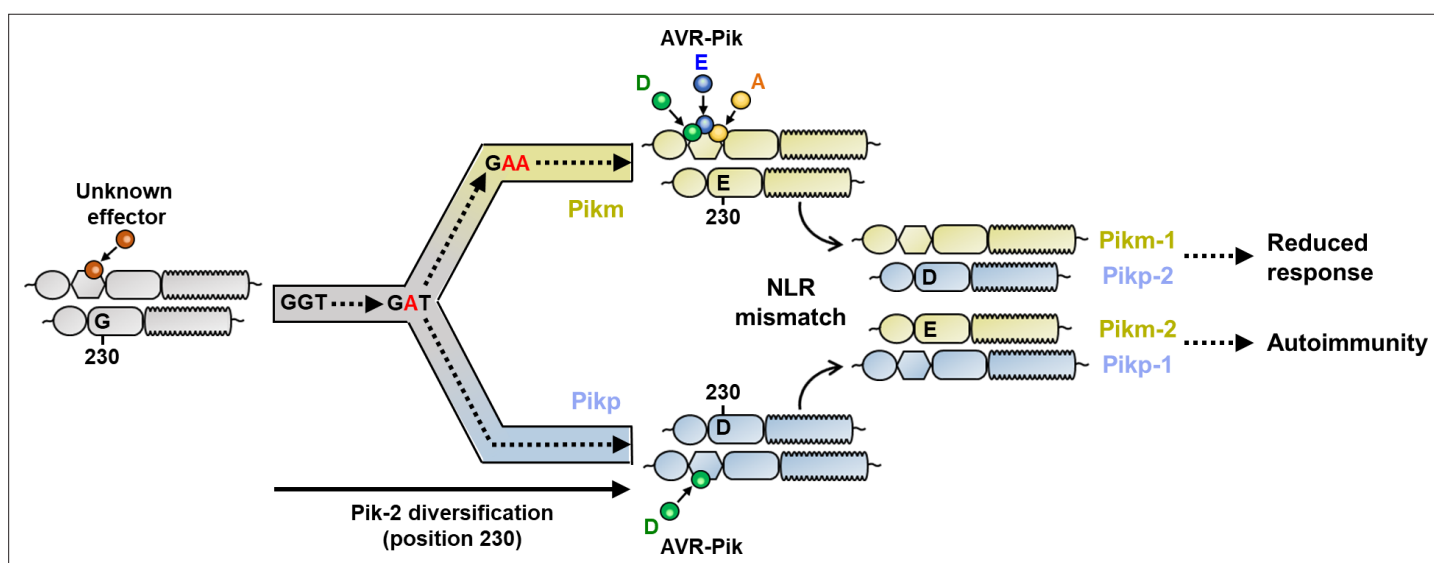 Unknown
effector
G
230
GGT
GAT
GAA
Pikm
Pikp
Pik-2 diversification
(position 230)
AVR-Pik
E
D
A
E
230
230
D
D
AVR-Pik
NLR
mismatch
Pikm-1
D
Pikp-2
Reduced
response
E
Pikm-2
Pikp-1
Autoimmunity